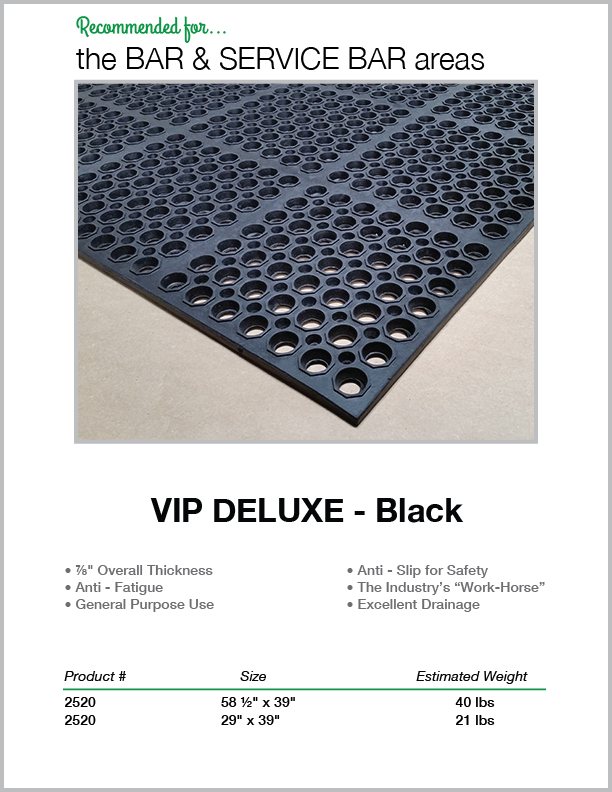 Recommended for...
the BAR & SERVICE BAR areas
VIP DELUXE - Black
• ⅞" Overall Thickness
• Anti - Fatigue
• General Purpose Use
• Anti - Slip for Safety
• The Industry's “Work-Horse”
• Excellent Drainage
Product # Size Estimated Weight
2520 58 ½" x 39" 40 lbs
2520 29" x 39" 21 lbs